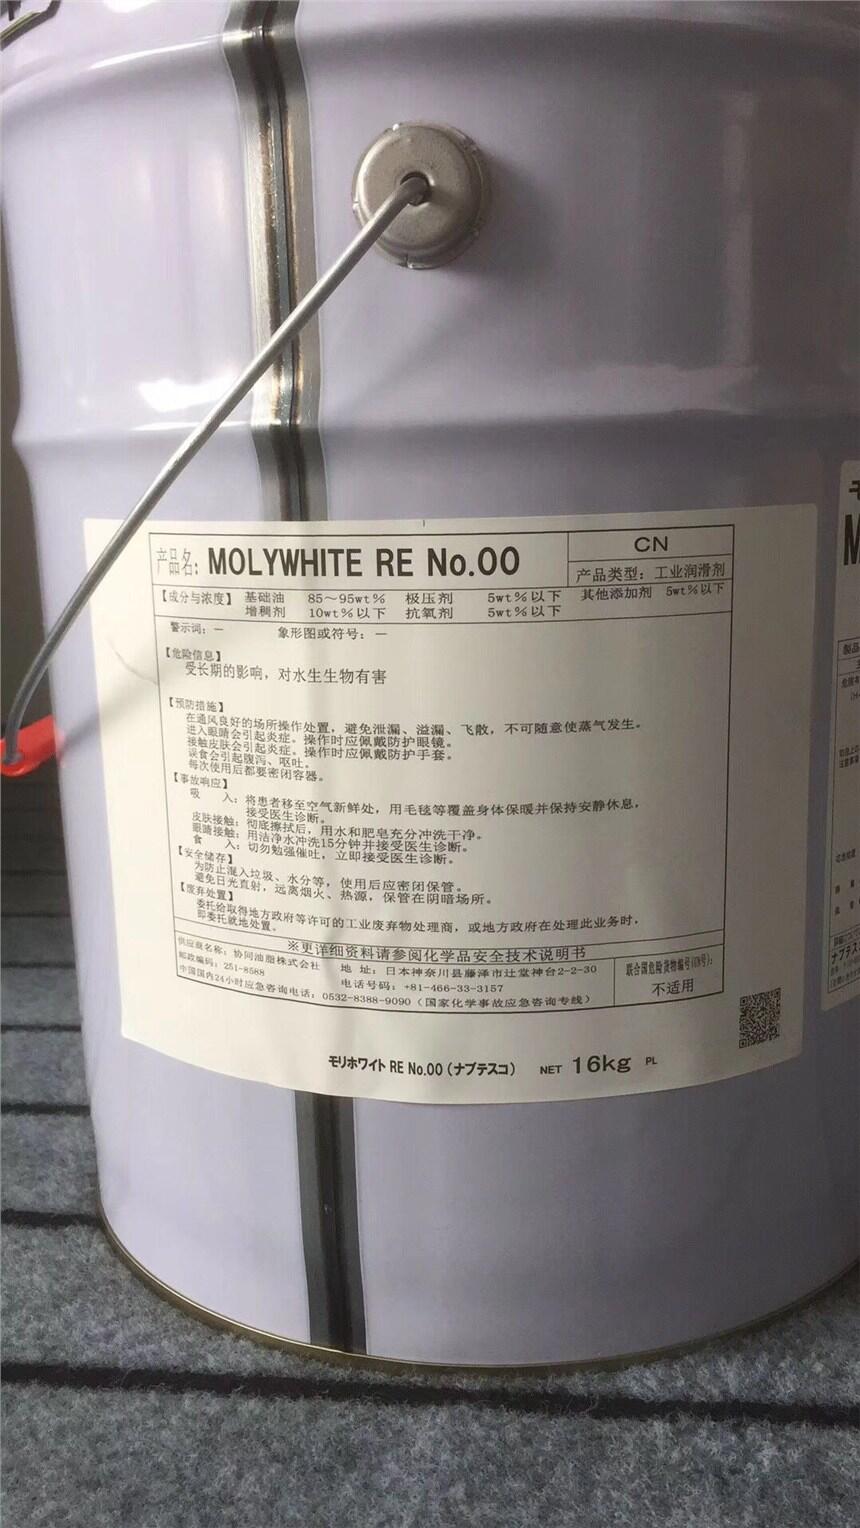 产品名: MOLYWHITE RE No.00
CN
产品类型: 工业润滑剂
【成分与浓度】 基础油 85～95wt% 极压剂 5wt%以下 其他添加剂 5wt%以下
增稠剂 10wt%以下 抗氧剂 5wt%以下
警示词: － 象形图或符号: －
【危险信息】
受长期的影响，对水生生物有害
【预防措施】
在通风良好的场所操作处置，避免泄漏、溢漏、飞散，不可随意使蒸气发生。
进入眼睛会引起炎症。操作时应佩戴防护眼镜。
接触皮肤会引起炎症。操作时应佩戴防护手套。
误食会引起腹泻、呕吐。
每次使用后都要密闭容器。
【事故响应】
吸 入: 将患者移至空气新鲜处，用毛毯等覆盖身体保暖并保持安静休息，
接受医生诊断。
皮肤接触: 彻底擦拭后，用水和肥皂充分冲洗干净。
眼睛接触: 用洁净水冲洗15分钟并接受医生诊断。
食 入: 切勿勉强催吐，立即接受医生诊断。
【安全储存】
为防止混入垃圾、水分等，使用后应密闭保管。
避免日光直射，远离烟火、热源，保管在阴暗场所。
【废弃处置】
委托给取得地方政府等许可的工业废弃物处理商，或地方政府在处理此业务时，
即委托就地处置。
※更详细资料请参阅化学品安全技术说明书
供应商名称: 协同油脂株式会社 地 址: 日本神奈川县藤泽市辻堂神台2-2-30
邮政编码: 251-8588 电话号码: +81-466-33-3157
中国国内24小时应急咨询电话: 0532-8388-9090 (国家化学事故应急咨询专线)
联合国危险货物编号(UN号):
不适用
モリホワイト RE No.00 (ナブテスコ) NET 16kg PL